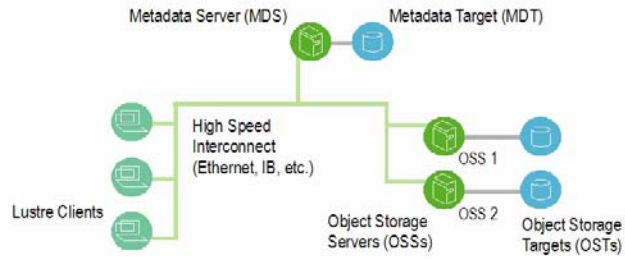 Metadata Server (MDS)
Metadata Target (MDT)
High Speed
Interconnect
(Ethernet, IB, etc.)
OSS 1
Lustre Clients
OSS 2
Object Storage
Servers (OSSs)
Object Storage
Targets (OSTs)